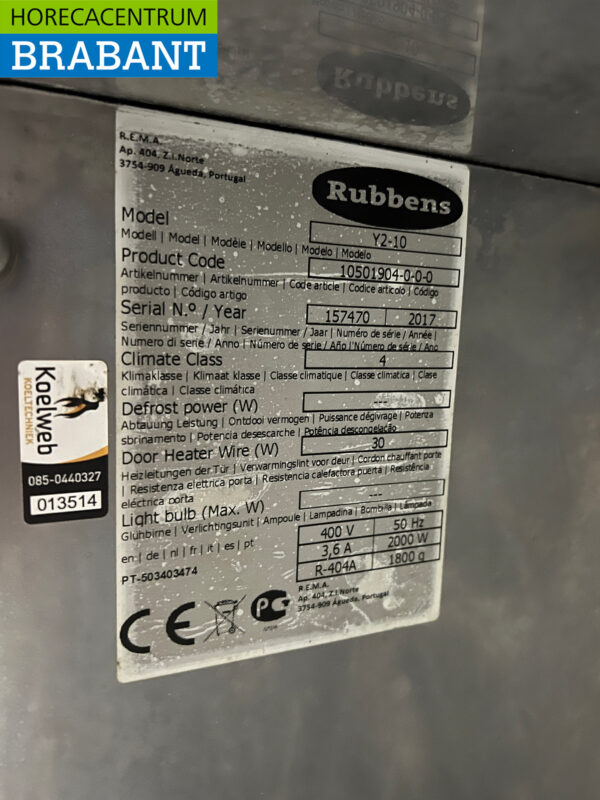 HORECACENTRUM
BRABANT
Rubbens
R.E.M.A.
Ap. 404, Z.I.Norte
3754-909 Águeda, Portugal
Rubbens
Model Y2-10
Modell | Model | Modèle | Modello | Modelo | Modelo
Product Code 10501904-0-0-0
Artikelnummer | Artikelnummer | Code article | Codice articolo | Código
producto | Código artigo
Serial N.º / Year 157470 2017
Seriennummer / Jahr | Serienummer / Jaar | Numéro de série / Année |
Numero di serie / Anno | Número de serie / Año | Número de série / Ano
Climate Class 4
Klimaklasse | Klimaat klasse | Classe climatique | Classe climatica | Clase
climática | Classe climática
Defrost power (W) ---
Abtauung Leistung | Ontdooi vermogen | Puissance dégivrage | Potenza
sbrinamento | Potencia desescarche | Potência descongelação
Door Heater Wire (W) 30
Heizleitungen der Tür | Verwarmingslint voor deur | Cordon chauffant porte
| Resistenza elettrica porta | Resistencia calefactora puerta | Resistência
eléctrica porta
Light bulb (Max. W) ---
Glühbirne | Verlichtingsunit | Ampoule | Lampadina | Bombilla | Lâmpada
en | de | nl | fr | it | es | pt
400 V 50 Hz
3,6 A 2000 W
R-404A 1800 g
PT-503403474
R.E.M.A.
Ap. 404, Z.I.Norte
3754-909 Águeda, Portugal
CE
PG
Koelweb
KOELTECHNIEK
085-0440327
013514